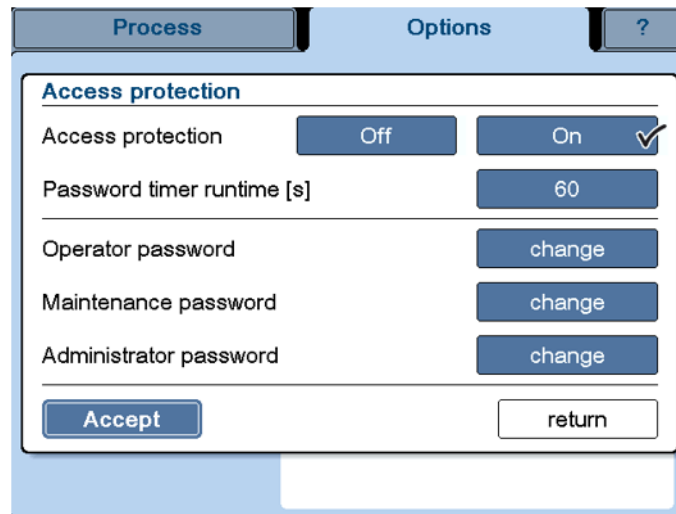 Process Options ?
Access protection
Access protection Off On
Password timer runtime [s] 60
Operator password change
Maintenance password change
Administrator password change
Accept return